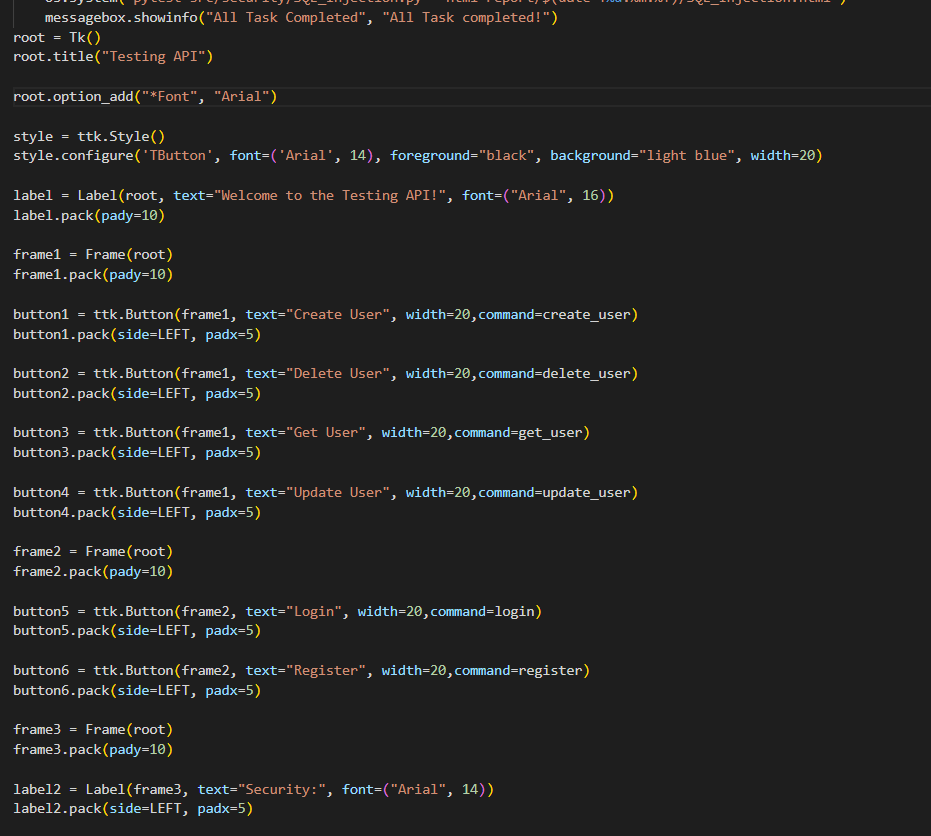 messagebox.showinfo("All Task Completed", "All Task completed!")
root = Tk()
root.title("Testing API")
root.option_add("*Font", "Arial")
style = ttk.Style()
style.configure('TButton', font=('Arial', 14), foreground="black", background="light blue", width=20)
label = Label(root, text="Welcome to the Testing API!", font=("Arial", 16))
label.pack(pady=10)
frame1 = Frame(root)
frame1.pack(pady=10)
button1 = ttk.Button(frame1, text="Create User", width=20,command=create_user)
button1.pack(side=LEFT, padx=5)
button2 = ttk.Button(frame1, text="Delete User", width=20,command=delete_user)
button2.pack(side=LEFT, padx=5)
button3 = ttk.Button(frame1, text="Get User", width=20,command=get_user)
button3.pack(side=LEFT, padx=5)
button4 = ttk.Button(frame1, text="Update User", width=20,command=update_user)
button4.pack(side=LEFT, padx=5)
frame2 = Frame(root)
frame2.pack(pady=10)
button5 = ttk.Button(frame2, text="Login", width=20,command=login)
button5.pack(side=LEFT, padx=5)
button6 = ttk.Button(frame2, text="Register", width=20,command=register)
button6.pack(side=LEFT, padx=5)
frame3 = Frame(root)
frame3.pack(pady=10)
label2 = Label(frame3, text="Security:", font=("Arial", 14))
label2.pack(side=LEFT, padx=5)